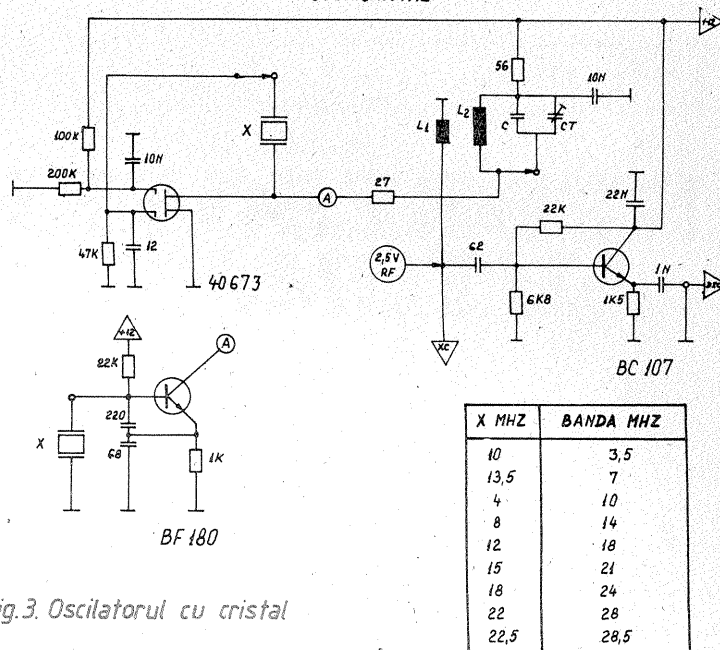 +12
56
10N
L1
L2
C
CT
X
100K
10N
200K
A
27
22K
22N
47K
12
2,5V
RF
62
40673
6K8
1K5
1N
XC
BC 107
+12
A
22K
220
X
68
1K
BF 180
X MHZ BANDA MHZ
10 3,5
13,5 7
4 10
8 14
12 18
15 21
18 24
22 28
22,5 28,5
ig.3. Oscilatorul cu cristal